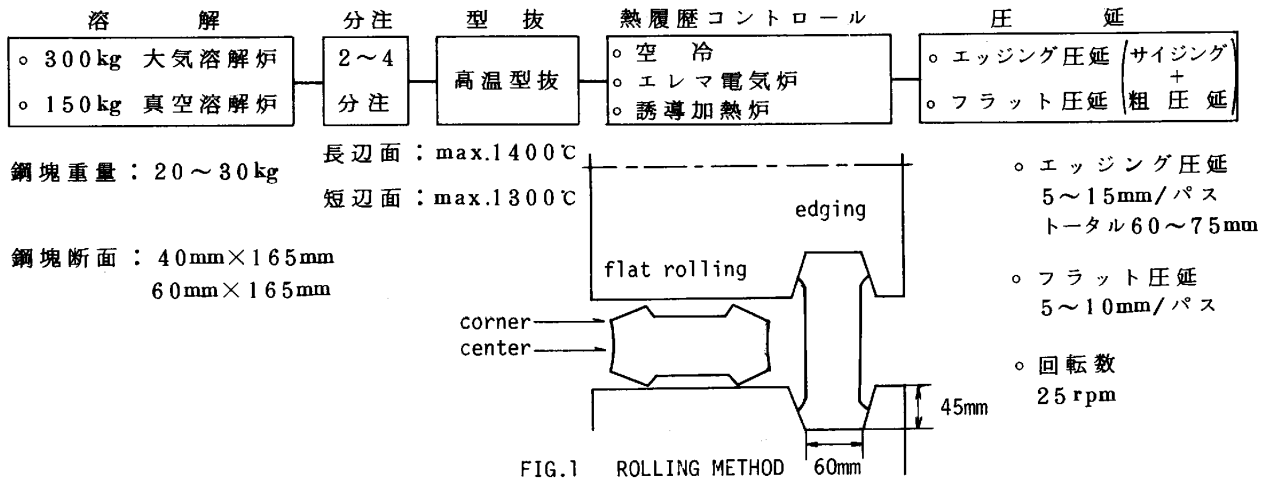 溶解 分注 型抜 熱履歴コントロール 圧延
○ 300kg 大気溶解炉
○ 150kg 真空溶解炉
2～4
分注
高温型抜
○ 空冷
○ エレマ電気炉
○ 誘導加熱炉
○ エッジング圧延 (サイジング
+
○ フラット圧延 粗圧延)
鋼塊重量：20～30kg
長辺面：max.1400℃
短辺面：max.1300℃
鋼塊断面：40mm×165mm
60mm×165mm
edging
flat rolling
corner
center
45mm
60mm
○ エッジング圧延
5～15mm/パス
トータル60～75mm
○ フラット圧延
5～10mm/パス
○ 回転数
25rpm
FIG.1 ROLLING METHOD